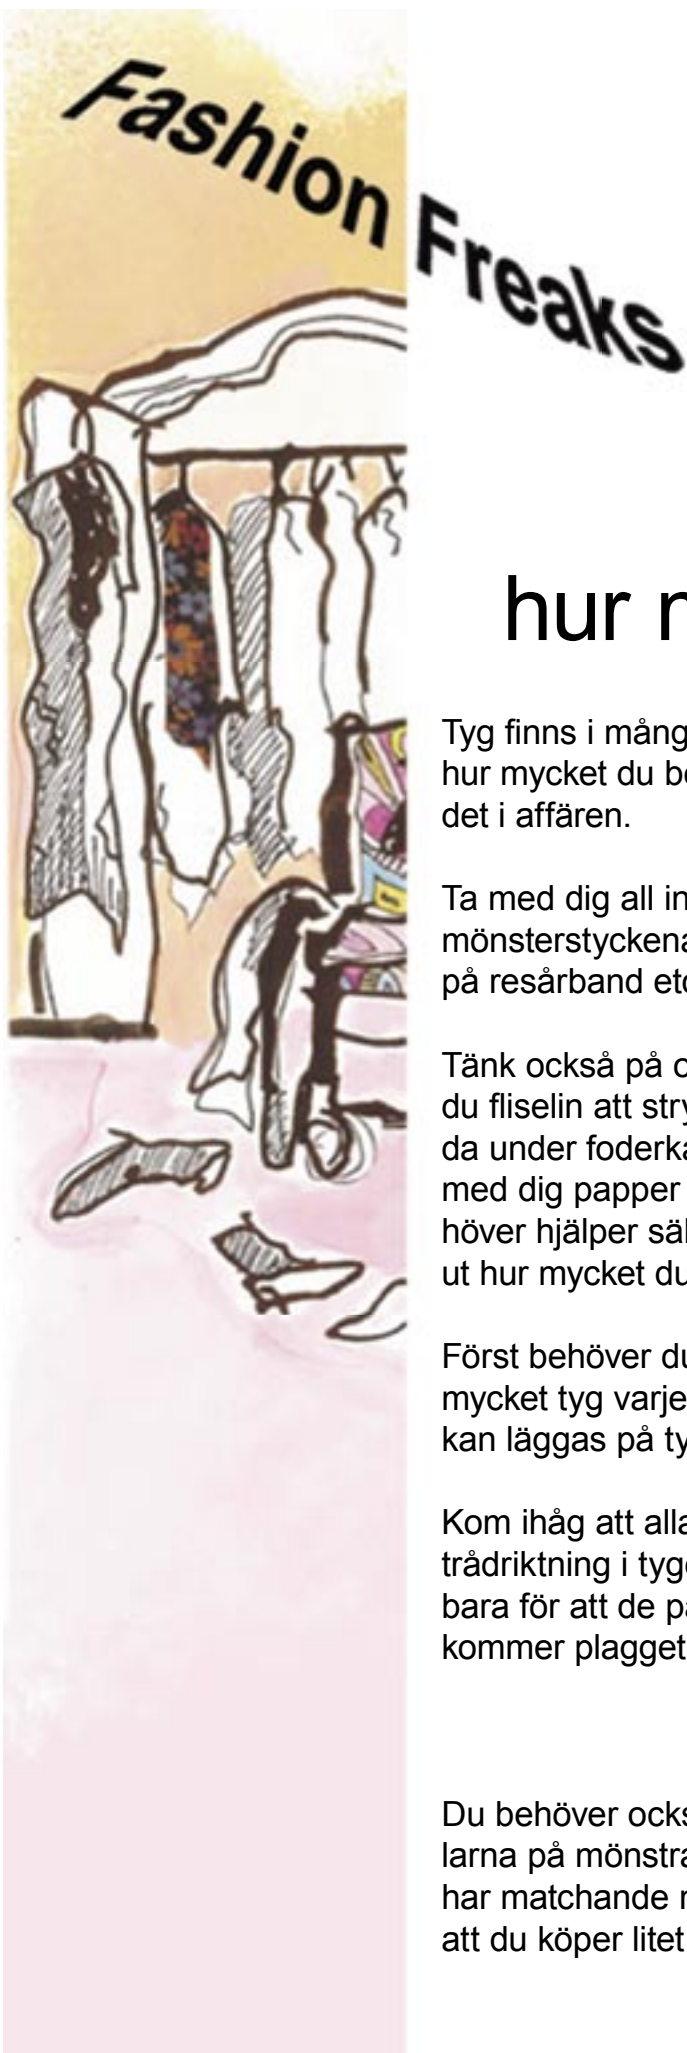 Fashion Freaks
hur
Tyg finns i mång
hur mycket du b
det i affären.
Ta med dig all in
mönsterstyckena
på resårband etc
Tänk också på
du fliselin att stry
da under foderka
med dig papper
höver hjälper säl
ut hur mycket du
Först behöver du
mycket tyg varje
kan läggas på ty
Kom ihåg att alla
trådriktning i tyg
bara för att de pa
kommer plagget
Du behöver ocks
larna på mönstra
har matchande
att du köper litet